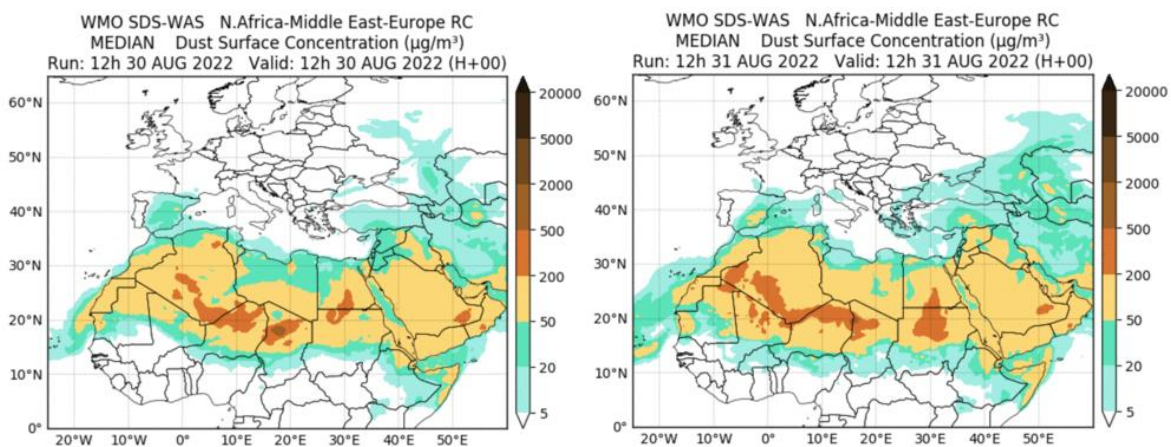 WMO SDS-WAS N.Africa-Middle East-Europe RC
MEDIAN Dust Surface Concentration (µg/m³)
Run: 12h 30 AUG 2022 Valid: 12h 30 AUG 2022 (H+00)
60°N
50°N
40°N
30°N
20°N
10°N
0°
20°W 10°W 0° 10°E 20°E 30°E 40°E 50°E
20000
5000
2000
500
200
50
20
5
WMO SDS-WAS N.Africa-Middle East-Europe RC
MEDIAN Dust Surface Concentration (µg/m³)
Run: 12h 31 AUG 2022 Valid: 12h 31 AUG 2022 (H+00)
60°N
50°N
40°N
30°N
20°N
10°N
0°
20°W 10°W 0° 10°E 20°E 30°E 40°E 50°E
20000
5000
2000
500
200
50
20
5